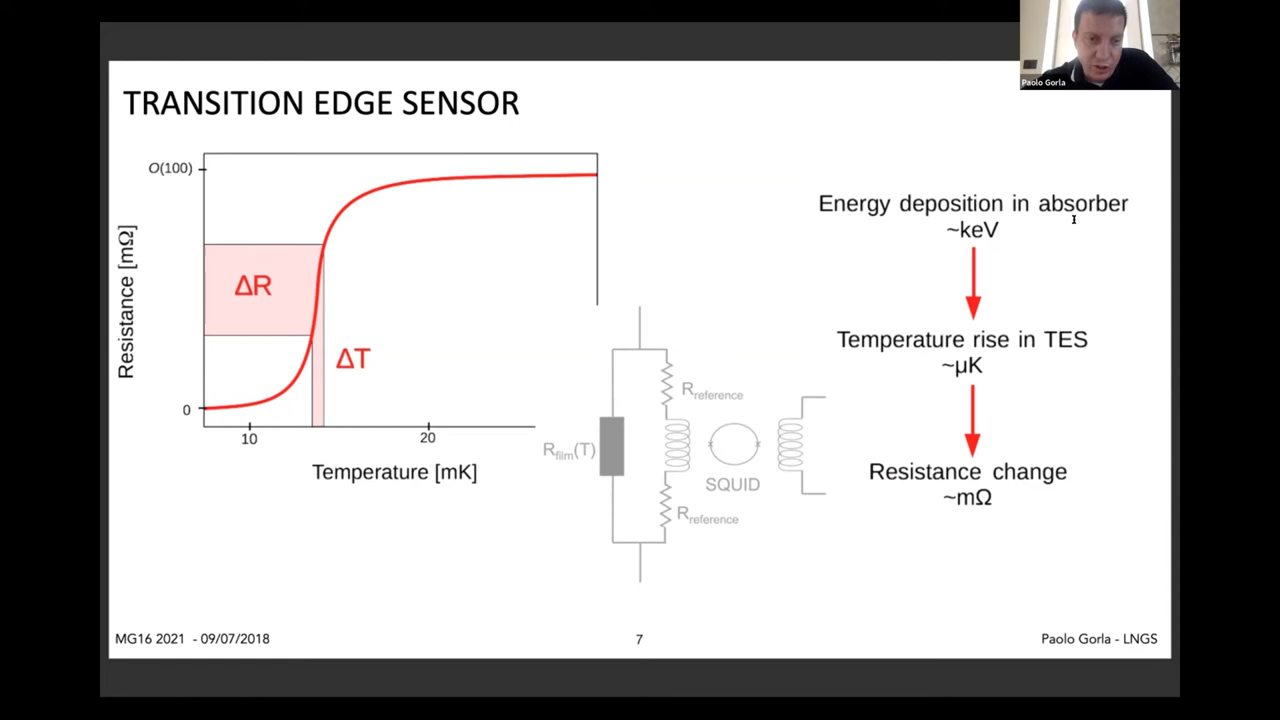 Paolo Gorla
TRANSITION EDGE SENSOR
O(100)
Resistance [mΩ]
ΔR
ΔT
0
10
20
Temperature [mK]
R_film(T)
R_reference
SQUID
R_reference
Energy deposition in absorber
~keV
Temperature rise in TES
~μK
Resistance change
~mΩ
MG16 2021 - 09/07/2018
7
Paolo Gorla - LNGS